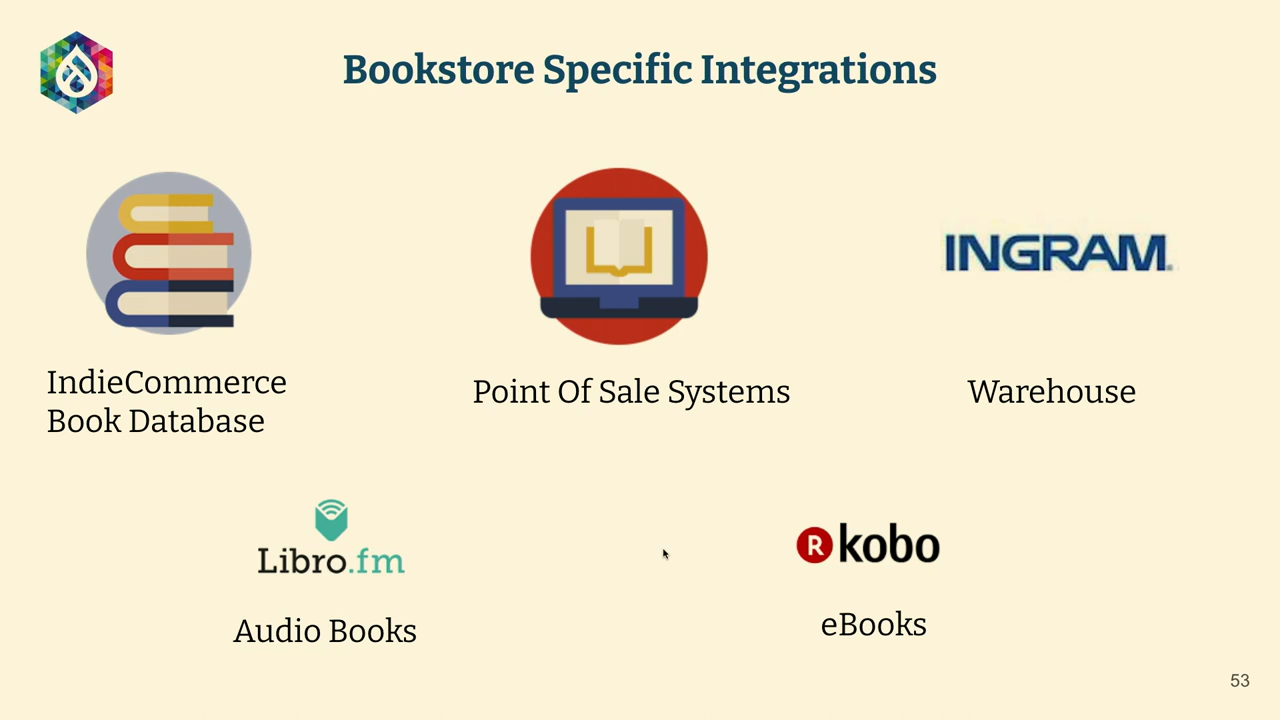 Bookstore Specific Integrations
INGRAM.
IndieCommerce
Book Database
Point Of Sale Systems
Warehouse
Libro.fm
R kobo
Audio Books
eBooks
53